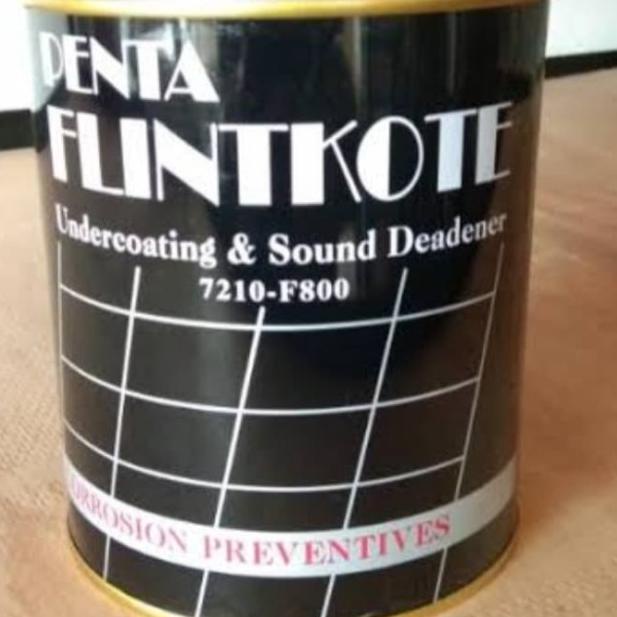 PENTA
FLINTKOTE
Undercoating & Sound Deadener
7210-F800
CORROSION PREVENTIVES